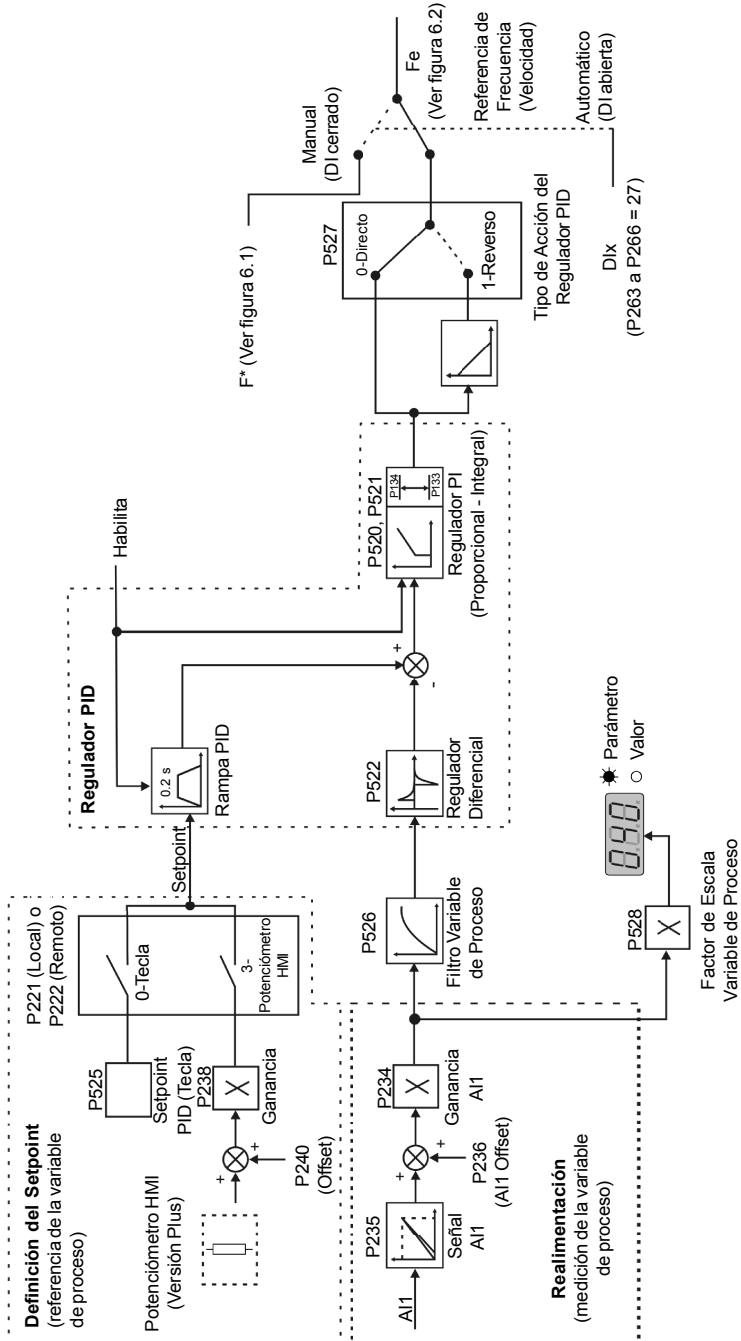 Definición del Setpoint
(referencia de la variable
de proceso)
P221 (Local) o
P222 (Remoto)
P525
Setpoint
PID (Tecla)
0-Tecla
3-
Potenciómetro
HMI
P238
Ganancia
Potenciómetro HMI
(Versión Plus)
+
+
P240
(Offset)
Setpoint
Regulador PID
0.2 s
Rampa PID
Habilita
AI1
P235
Señal
AI1
+
+
P236
(AI1 Offset)
P234
X
Ganancia
AI1
Realimentación
(medición de la variable
de proceso)
P526
Filtro Variable
de Proceso
P522
Regulador
Diferencial
+
-
P520, P521
P134
P133
Regulador PI
(Proporcional - Integral)
P528
X
Factor de Escala
Variable de Proceso
0.4.0.
Parámetro
Valor
F* (Ver figura 6.1)
P527
0-Directo
1-Reverso
Tipo de Acción del
Regulador PID
Manual
(DI cerrado)
Fe
(Ver figura 6.2)
Referencia de
Frecuencia
(Velocidad)
Automático
(DI abierta)
DIx
(P263 a P266 = 27)
X